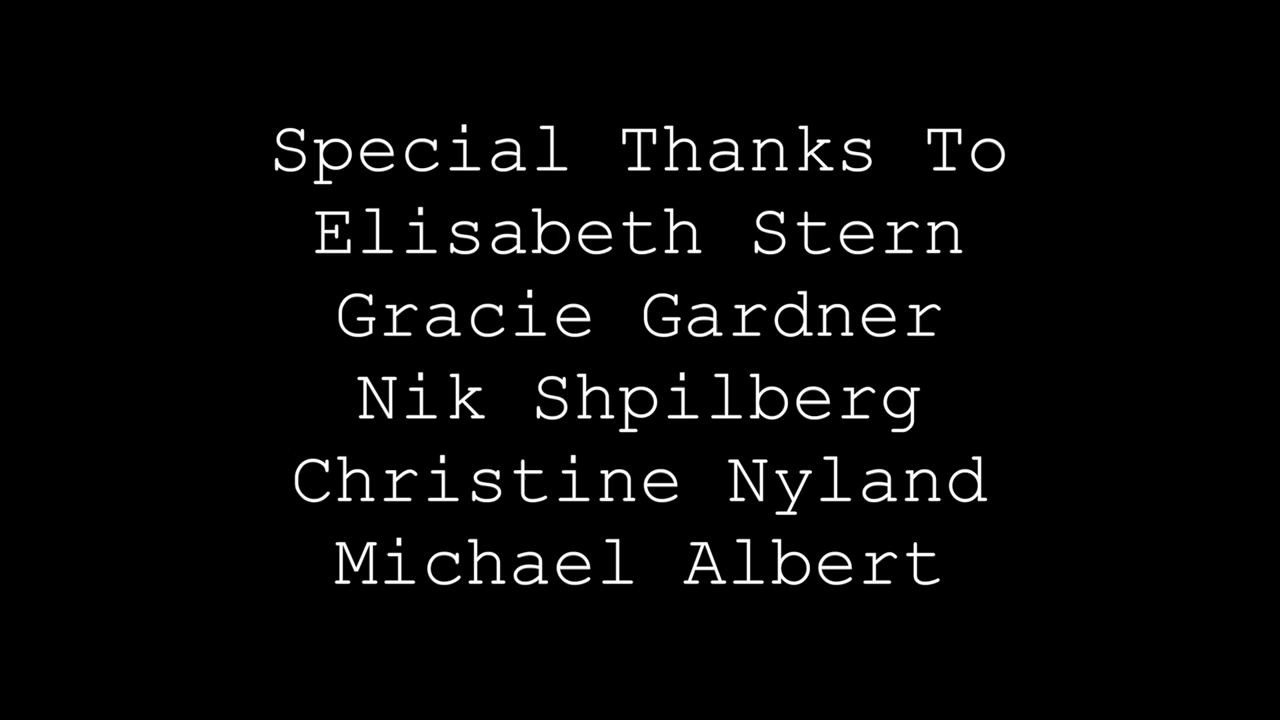 Special Thanks To
Elisabeth Stern
Gracie Gardner
Nik Shpilberg
Christine Nyland
Michael Albert